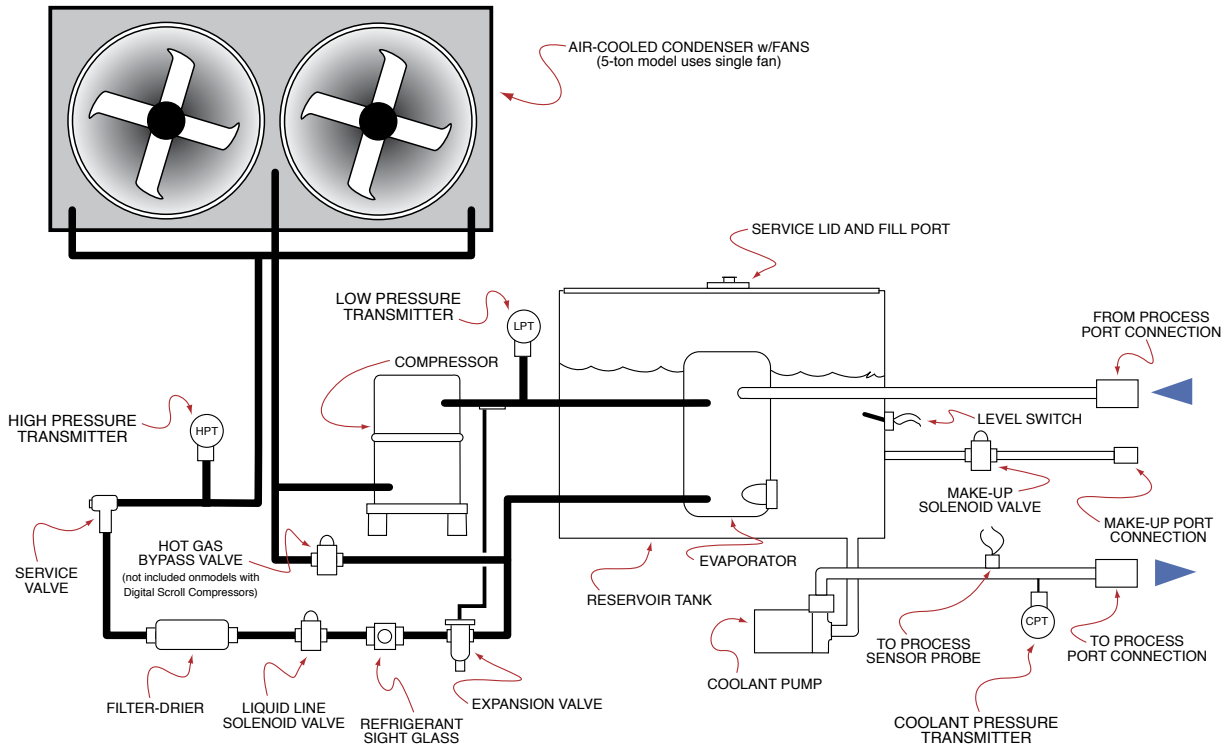 AIR-COOLED CONDENSER w/FANS
(5-ton model uses single fan)
SERVICE LID AND FILL PORT
LOW PRESSURE
TRANSMITTER
LPT
FROM PROCESS
PORT CONNECTION
COMPRESSOR
HIGH PRESSURE
TRANSMITTER
HPT
LEVEL SWITCH
MAKE-UP
SOLENOID VALVE
MAKE-UP PORT
CONNECTION
HOT GAS
BYPASS VALVE
(not included onmodels with
Digital Scroll Compressors)
SERVICE
VALVE
EVAPORATOR
RESERVOIR TANK
CPT
TO PROCESS
SENSOR PROBE
TO PROCESS
PORT CONNECTION
COOLANT PUMP
FILTER-DRIER
LIQUID LINE
SOLENOID VALVE
REFRIGERANT
SIGHT GLASS
EXPANSION VALVE
COOLANT PRESSURE
TRANSMITTER